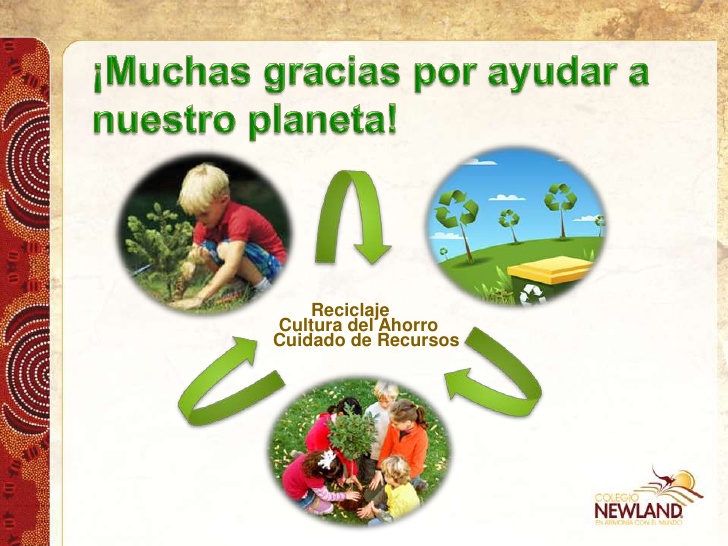 ¡Muchas gracias por ayudar a
nuestro planeta!
Reciclaje
Cultura del Ahorro
Cuidado de Recursos
COLEGIO
NEWLAND®
EN ARMONÍA CON EL MUNDO